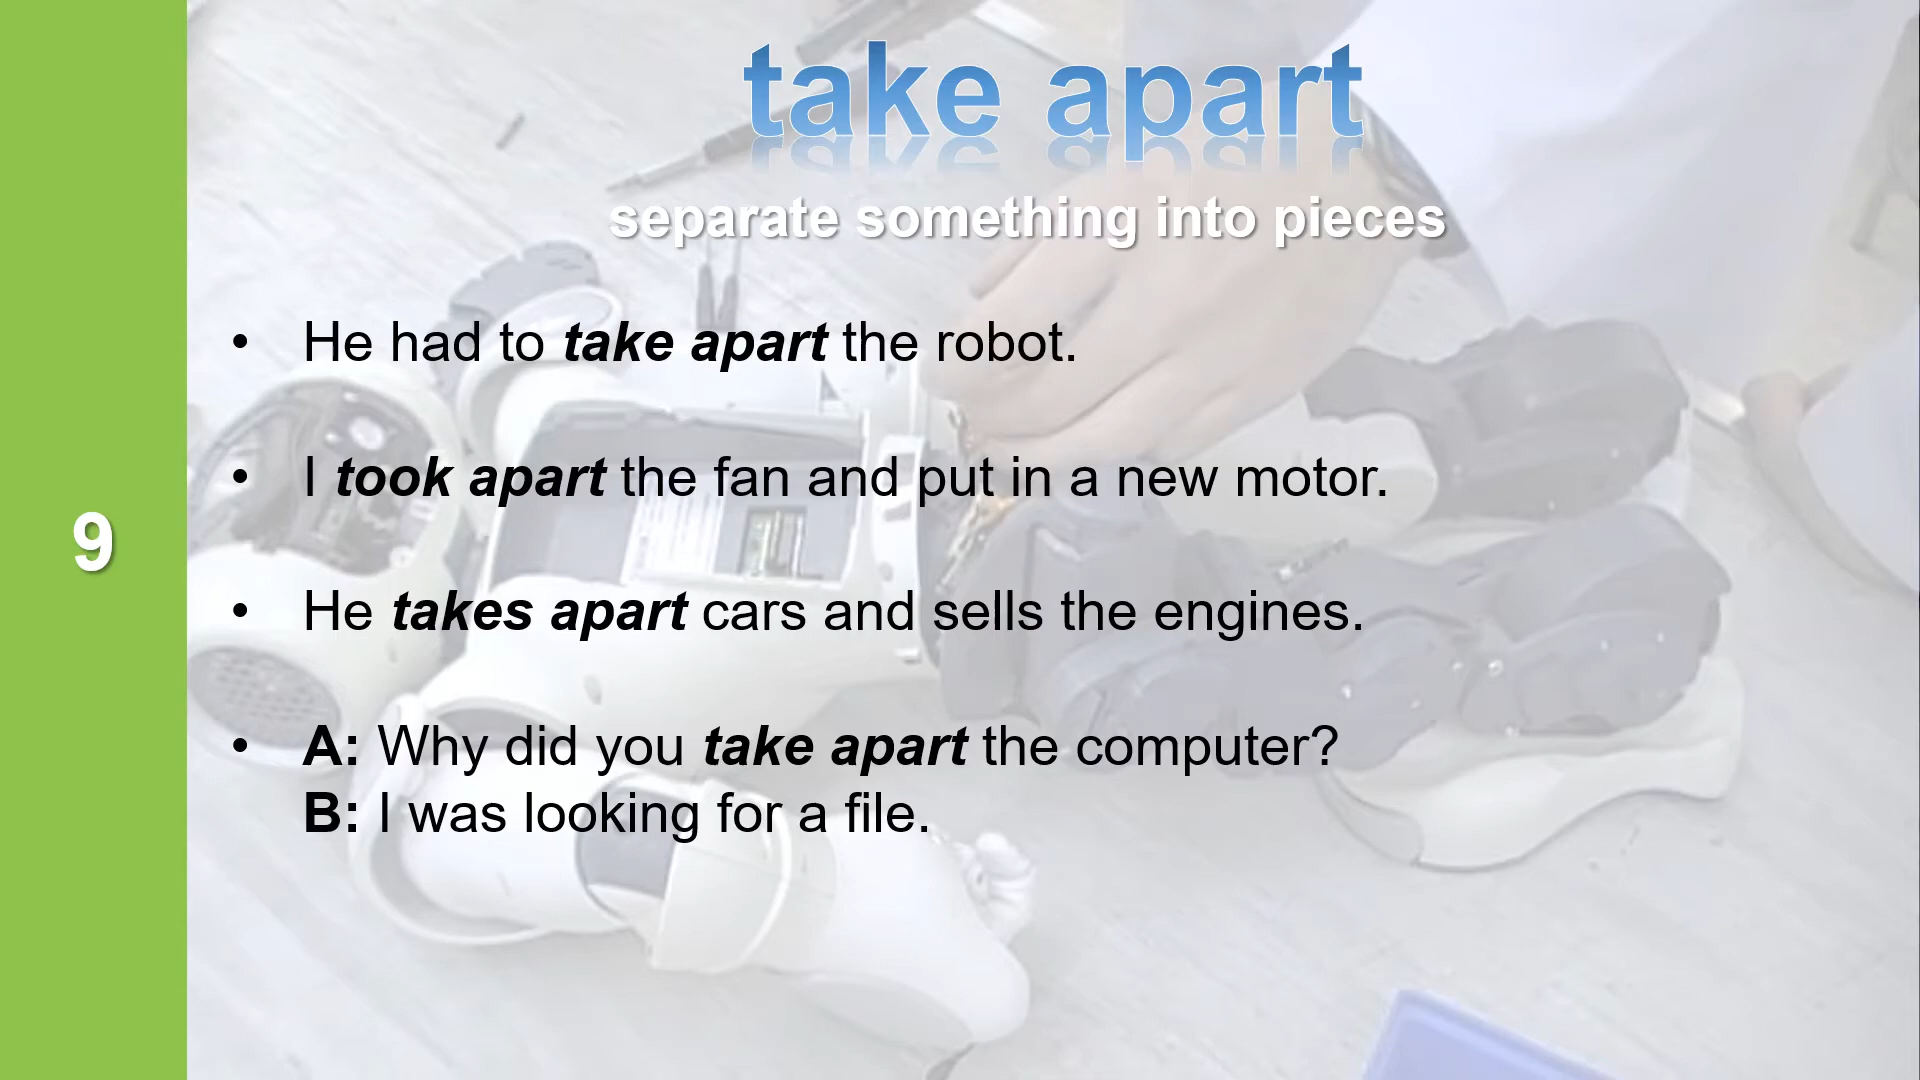 take apart
separate something into pieces
• He had to take apart the robot.
• I took apart the fan and put in a new motor.
9
• He takes apart cars and sells the engines.
• A: Why did you take apart the computer?
B: I was looking for a file.